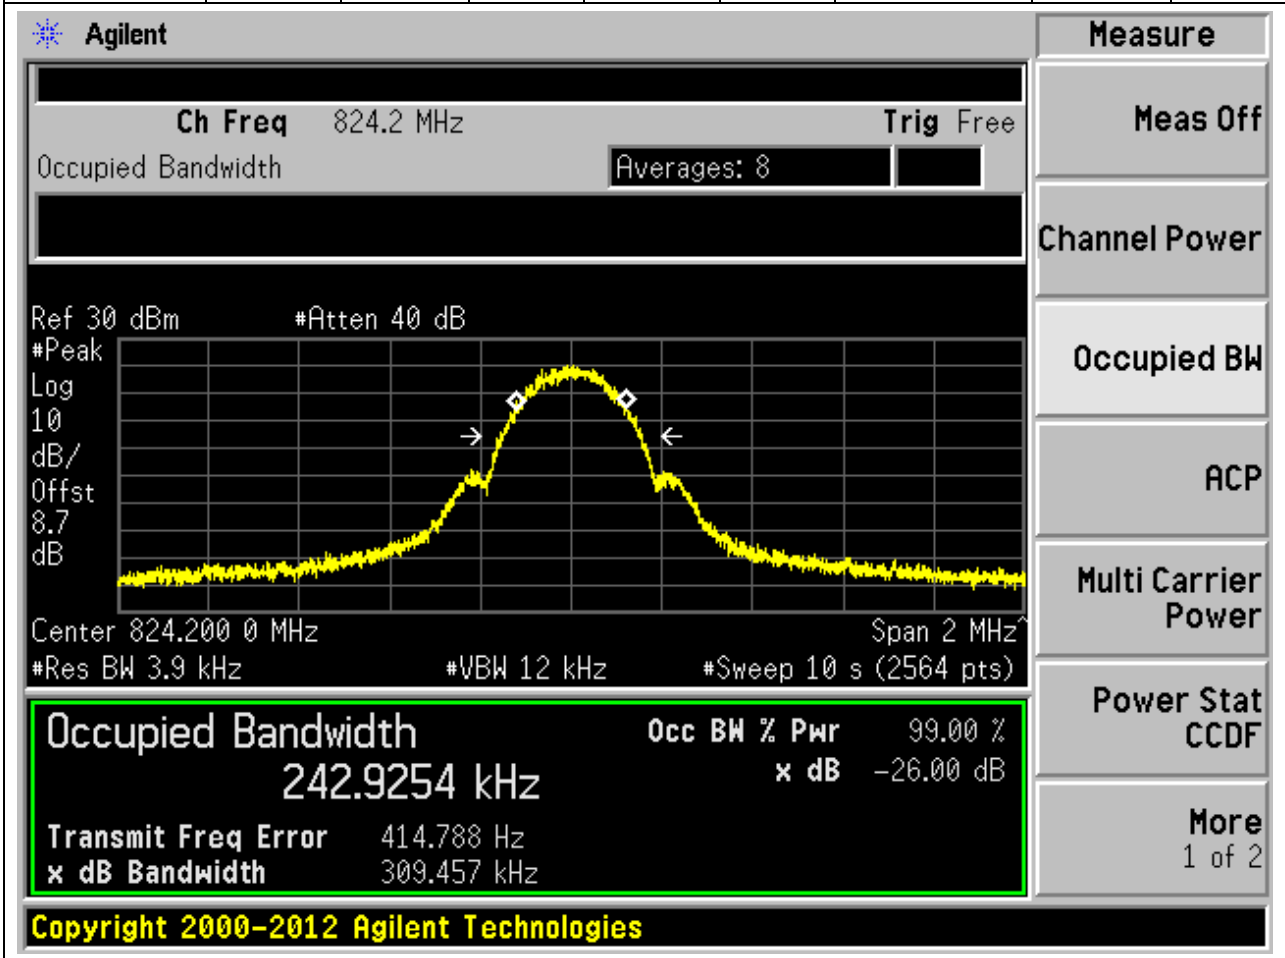 Agilent
Measure
Ch Freq 824.2 MHz Trig Free
Occupied Bandwidth Averages: 8
Meas Off
Channel Power
Occupied BW
ACP
Multi Carrier
Power
Power Stat
CCDF
More
1 of 2
Ref 30 dBm #Atten 40 dB
#Peak
Log
10
dB/
Offst
8.7
dB
Center 824.200 0 MHz Span 2 MHz^
#Res BW 3.9 kHz #VBW 12 kHz #Sweep 10 s (2564 pts)
Occupied Bandwidth Occ BW % Pwr 99.00 %
242.9254 kHz x dB -26.00 dB
Transmit Freq Error 414.788 Hz
x dB Bandwidth 309.457 kHz
Copyright 2000-2012 Agilent Technologies